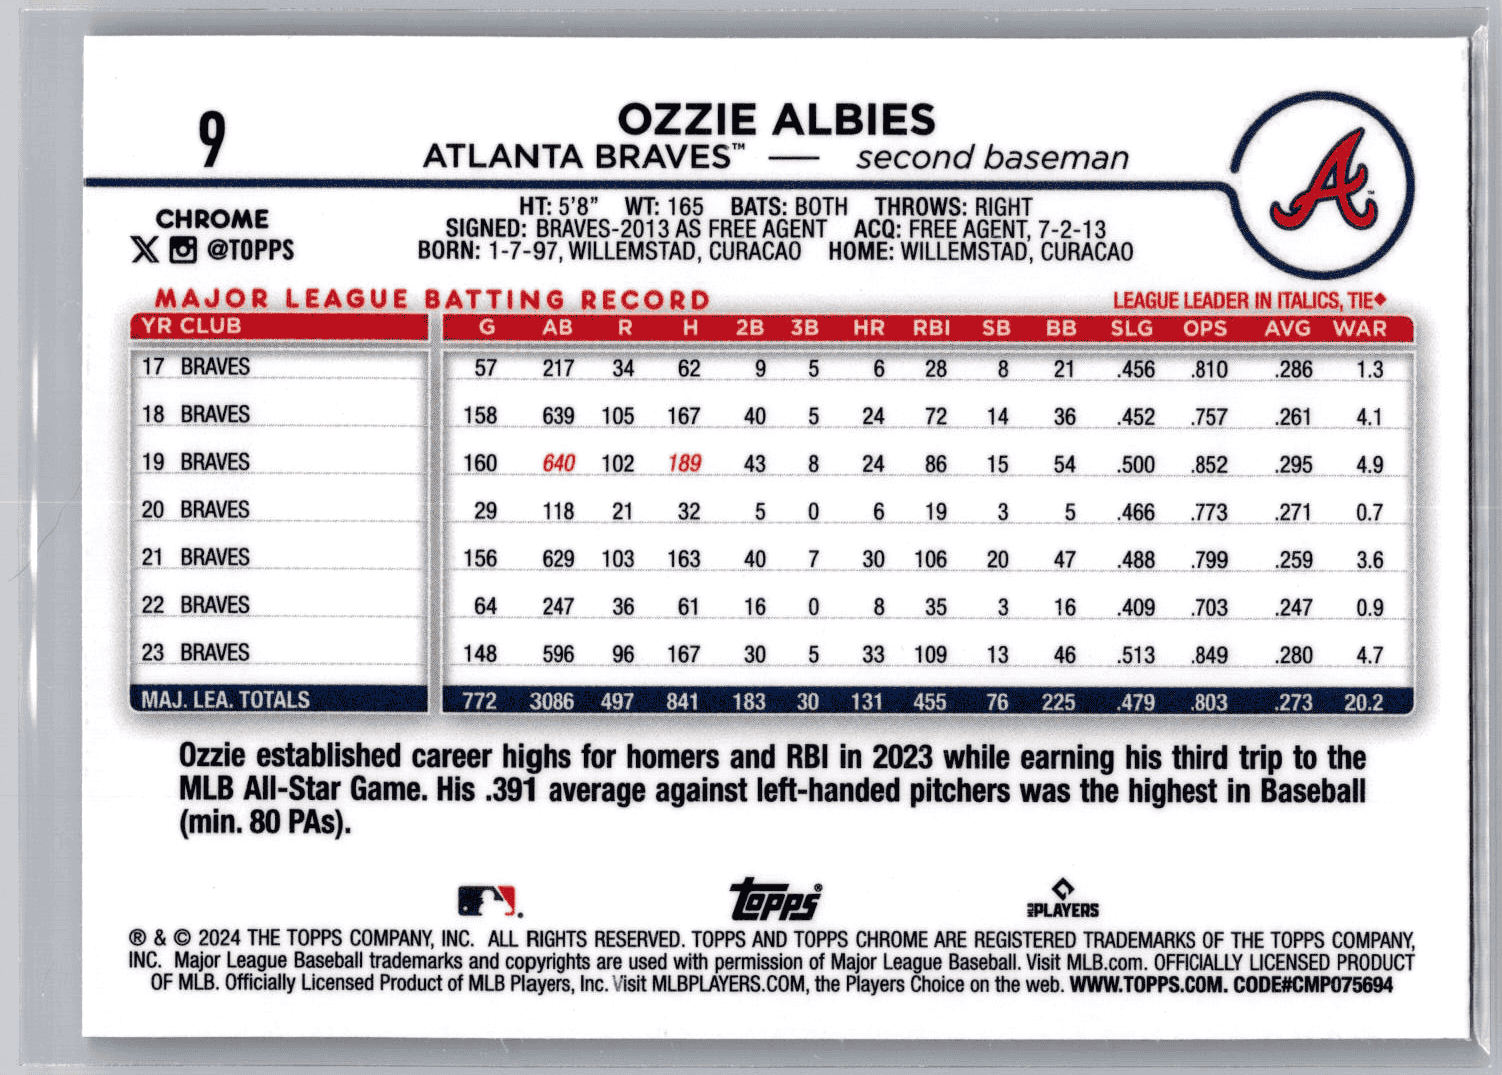 9
OZZIE ALBIES
ATLANTA BRAVES™ — second baseman
CHROME
@TOPPS
HT: 5'8" WT: 165 BATS: BOTH THROWS: RIGHT
SIGNED: BRAVES-2013 AS FREE AGENT ACQ: FREE AGENT, 7-2-13
BORN: 1-7-97, WILLEMSTAD, CURACAO HOME: WILLEMSTAD, CURACAO
MAJOR LEAGUE BATTING RECORD LEAGUE LEADER IN ITALICS, TIE◆
YR CLUB G AB R H 2B 3B HR RBI SB BB SLG OPS AVG WAR
17 BRAVES 57 217 34 62 9 5 6 28 8 21 .456 .810 .286 1.3
18 BRAVES 158 639 105 167 40 5 24 72 14 36 .452 .757 .261 4.1
19 BRAVES 160 640 102 189 43 8 24 86 15 54 .500 .852 .295 4.9
20 BRAVES 29 118 21 32 5 0 6 19 3 5 .466 .773 .271 0.7
21 BRAVES 156 629 103 163 40 7 30 106 20 47 .488 .799 .259 3.6
22 BRAVES 64 247 36 61 16 0 8 35 3 16 .409 .703 .247 0.9
23 BRAVES 148 596 96 167 30 5 33 109 13 46 .513 .849 .280 4.7
MAJ. LEA. TOTALS 772 3086 497 841 183 30 131 455 76 225 .479 .803 .273 20.2
Ozzie established career highs for homers and RBI in 2023 while earning his third trip to the
MLB All-Star Game. His .391 average against left-handed pitchers was the highest in Baseball
(min. 80 PAs).
Topps®
MLB PLAYERS
® & © 2024 THE TOPPS COMPANY, INC. ALL RIGHTS RESERVED. TOPPS AND TOPPS CHROME ARE REGISTERED TRADEMARKS OF THE TOPPS COMPANY,
INC. Major League Baseball trademarks and copyrights are used with permission of Major League Baseball. Visit MLB.com. OFFICIALLY LICENSED PRODUCT
OF MLB. Officially Licensed Product of MLB Players, Inc. Visit MLBPLAYERS.COM, the Players Choice on the web. WWW.TOPPS.COM. CODE#CMP075694